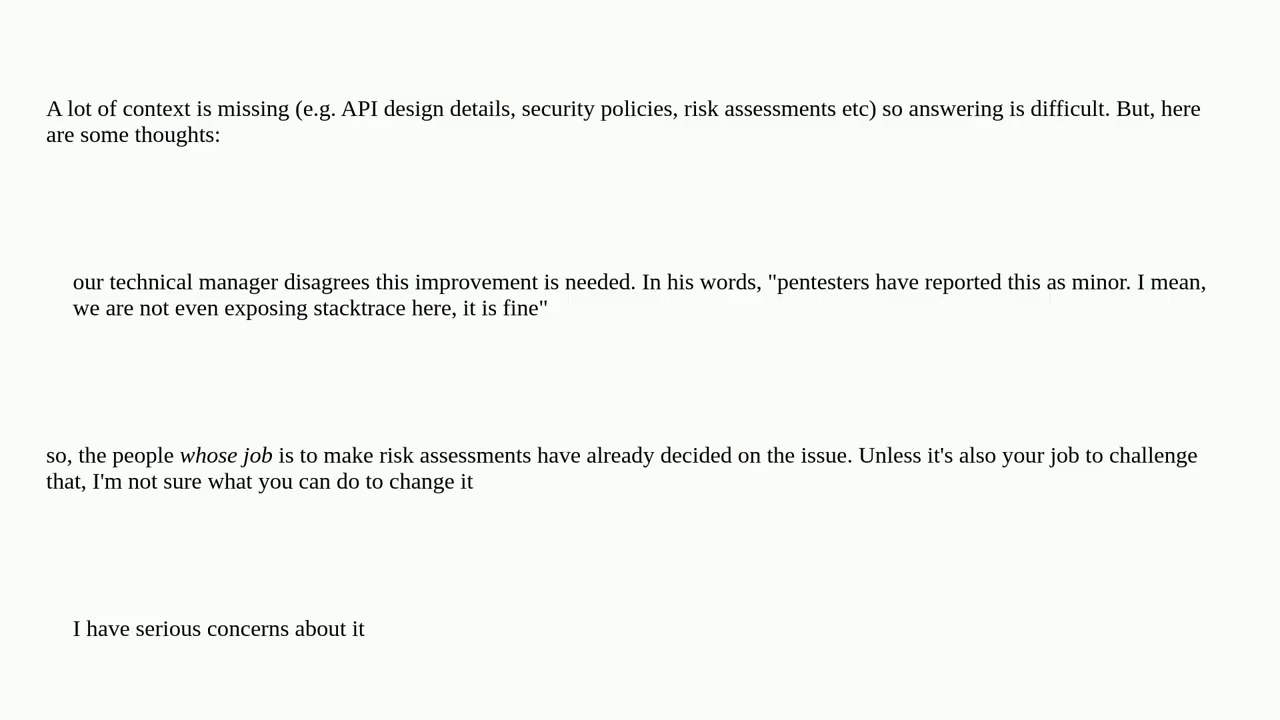 A lot of context is missing (e.g. API design details, security policies, risk assessments etc) so answering is difficult. But, here
are some thoughts:
our technical manager disagrees this improvement is needed. In his words, "pentesters have reported this as minor. I mean,
we are not even exposing stacktrace here, it is fine"
so, the people whose job is to make risk assessments have already decided on the issue. Unless it's also your job to challenge
that, I'm not sure what you can do to change it
I have serious concerns about it